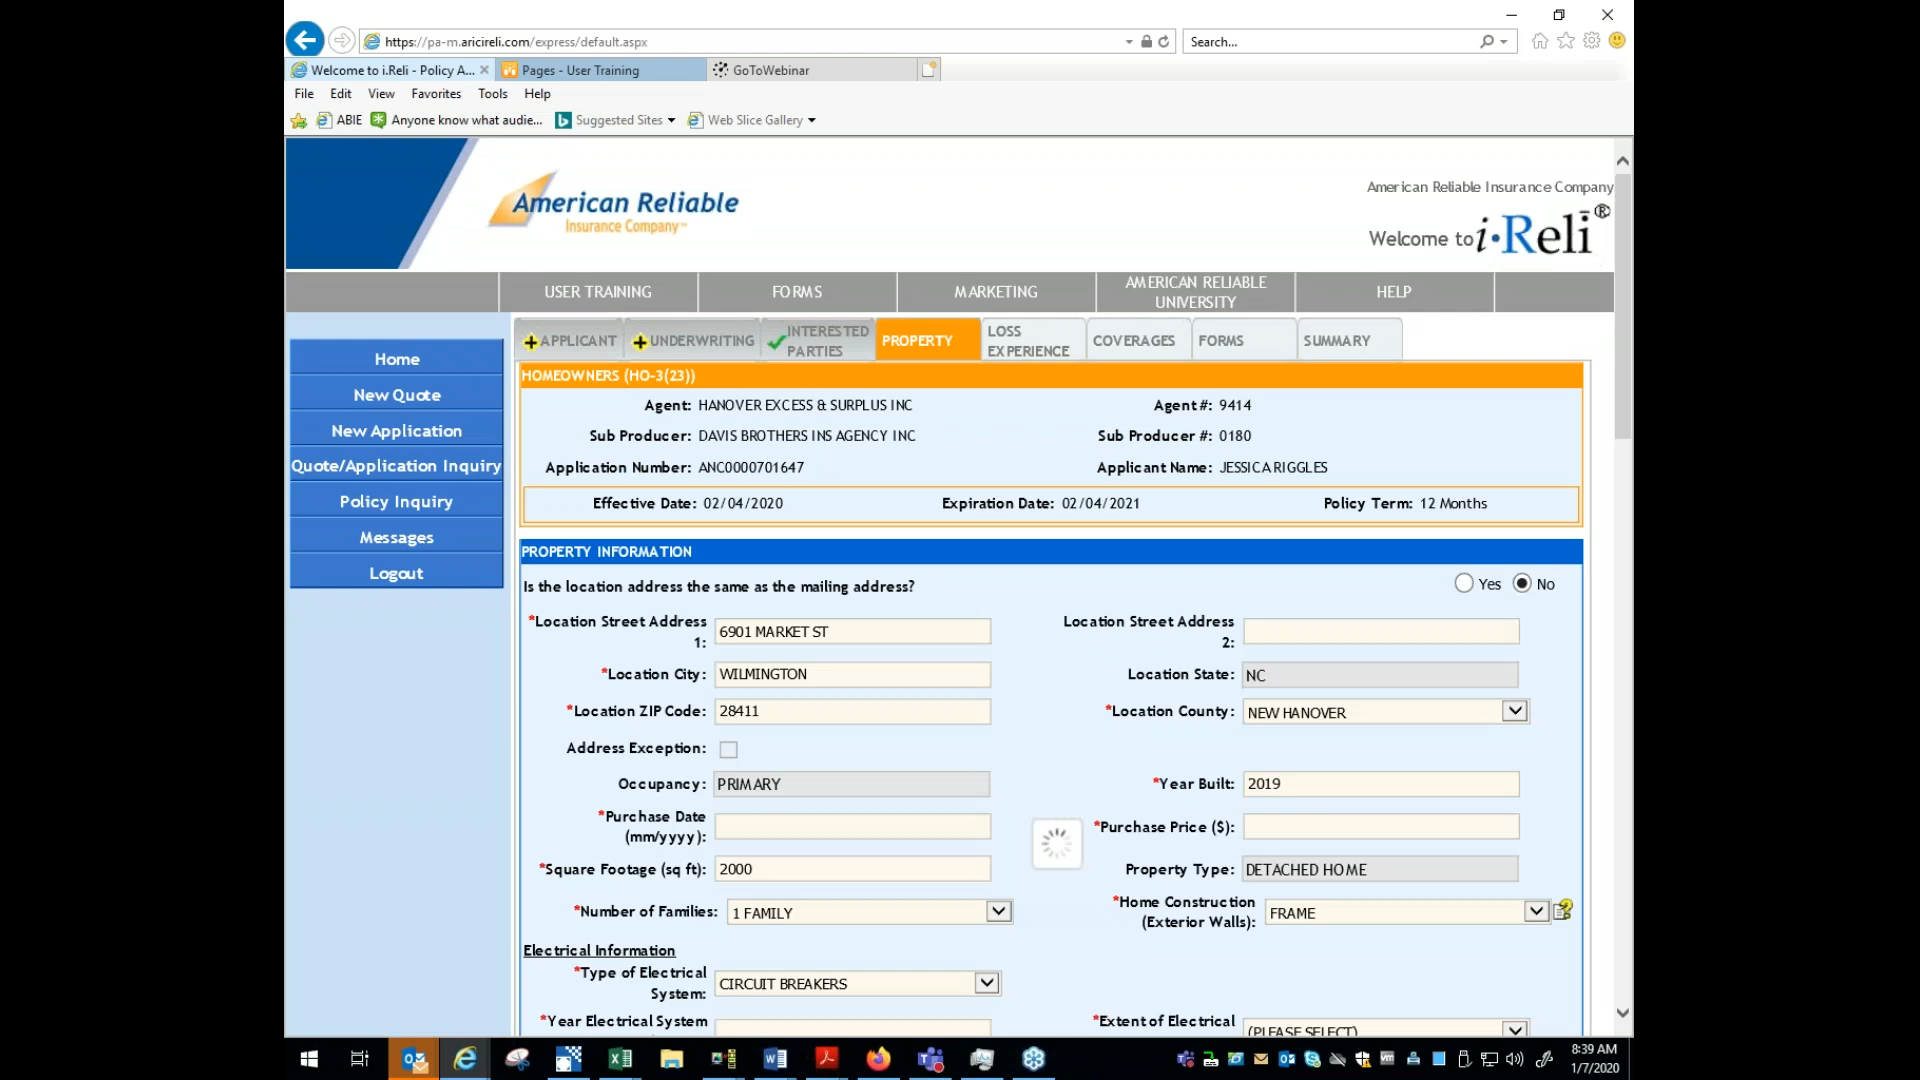 https://pa-m.aricireli.com/express/default.aspx
Search...
Welcome to i.Reli - Policy A...
Pages - User Training
GoToWebinar
File Edit View Favorites Tools Help
ABIE
Anyone know what audie...
Suggested Sites
Web Slice Gallery
American Reliable
Insurance Company
American Reliable Insurance Company
Welcome to i•Reli®
USER TRAINING
FORMS
MARKETING
AMERICAN RELIABLE
UNIVERSITY
HELP
Home
New Quote
New Application
Quote/Application Inquiry
Policy Inquiry
Messages
Logout
APPLICANT
UNDERWRITING
INTERESTED
PARTIES
PROPERTY
LOSS
EXPERIENCE
COVERAGES
FORMS
SUMMARY
HOMEOWNERS (HO-3(23))
Agent: HANOVER EXCESS & SURPLUS INC
Agent#: 9414
Sub Producer: DAVIS BROTHERS INS AGENCY INC
Sub Producer #: 0180
Application Number: ANC0000701647
Applicant Name: JESSICA RIGGLES
Effective Date: 02/04/2020
Expiration Date: 02/04/2021
Policy Term: 12 Months
PROPERTY INFORMATION
Is the location address the same as the mailing address?
Yes
No
*Location Street Address
1:
6901 MARKET ST
Location Street Address
2:
*Location City: WILMINGTON
Location State: NC
*Location ZIP Code: 28411
*Location County: NEW HANOVER
Address Exception:
Occupancy: PRIMARY
*Year Built: 2019
*Purchase Date
(mm/yyyy):
*Purchase Price ($):
*Square Footage (sq ft): 2000
Property Type: DETACHED HOME
*Number of Families: 1 FAMILY
*Home Construction
(Exterior Walls):
FRAME
Electrical Information
*Type of Electrical
System:
CIRCUIT BREAKERS
*Year Electrical System
*Extent of Electrical
(PLEASE SELECT)
8:39 AM
1/7/2020